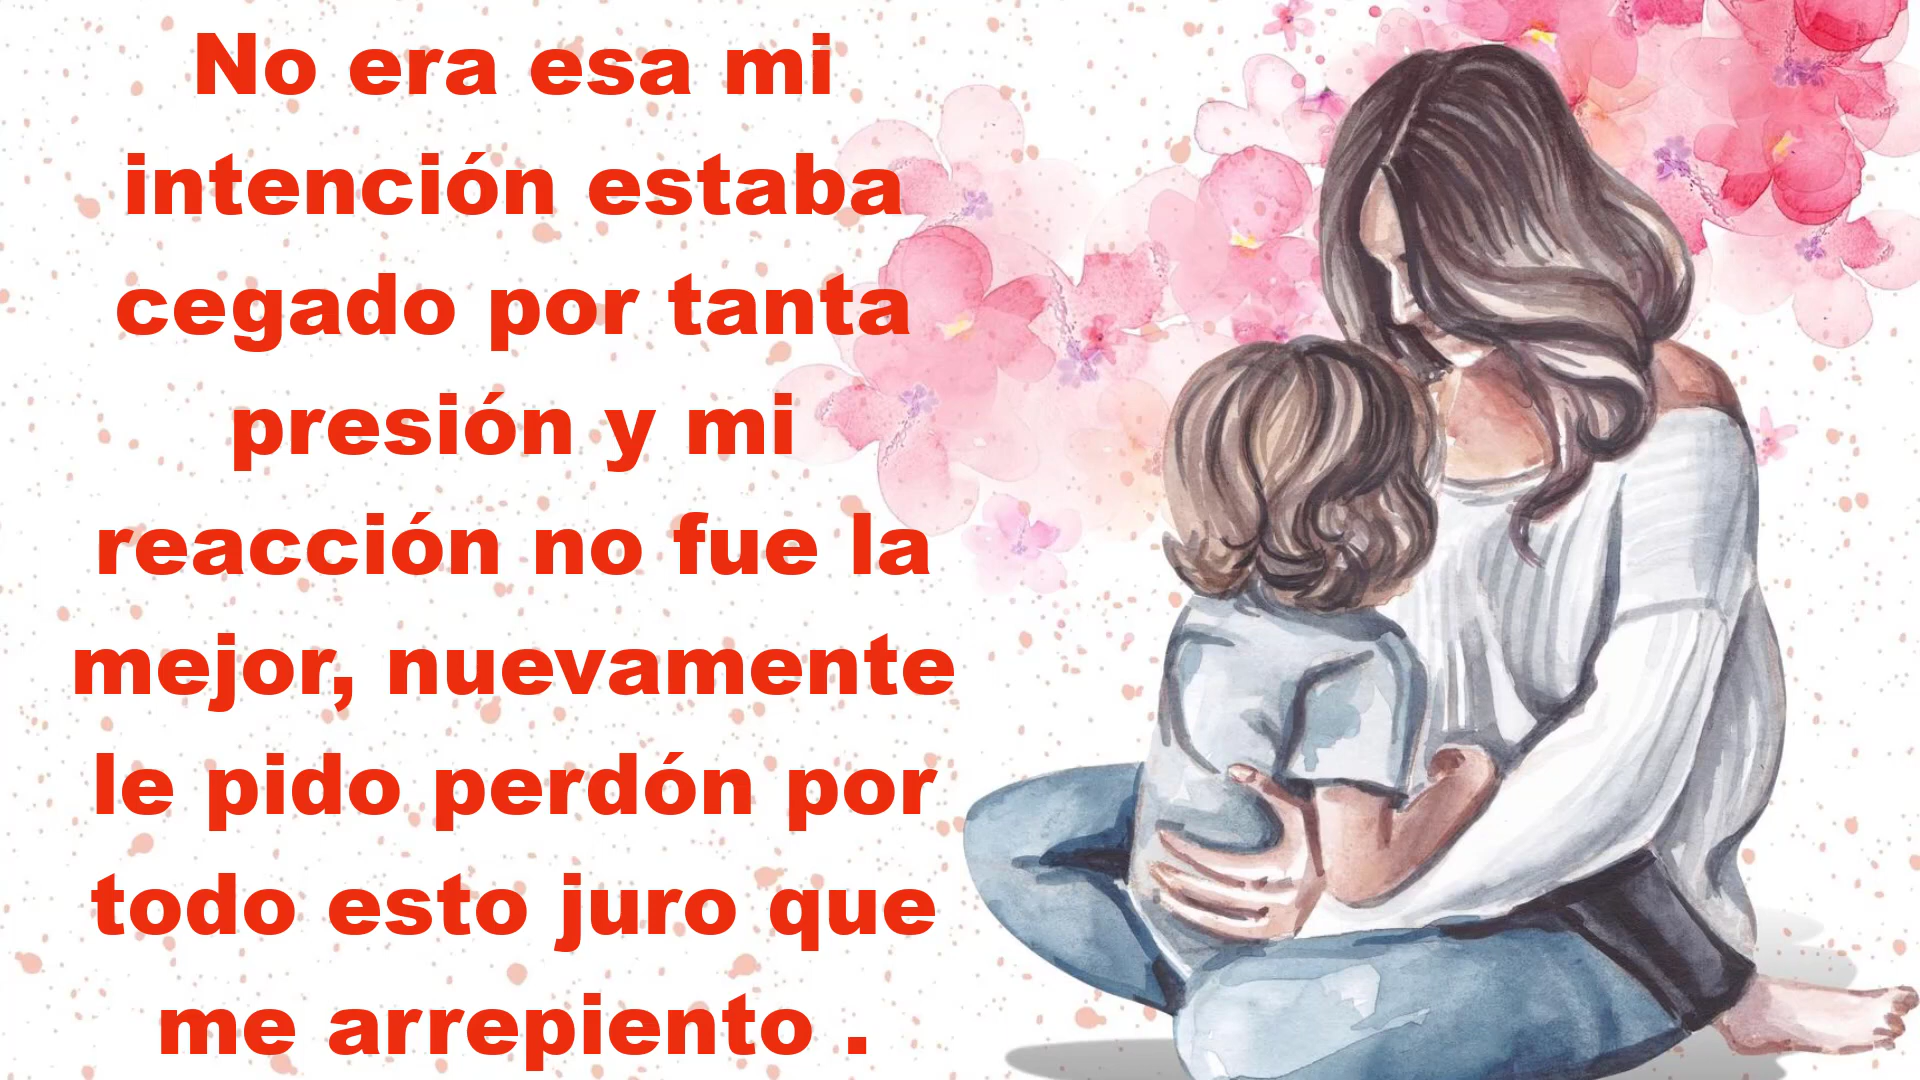 No era esa mi
intención estaba
cegado por tanta
presión y mi
reacción no fue la
mejor, nuevamente
le pido perdón por
todo esto juro que
me arrepiento .